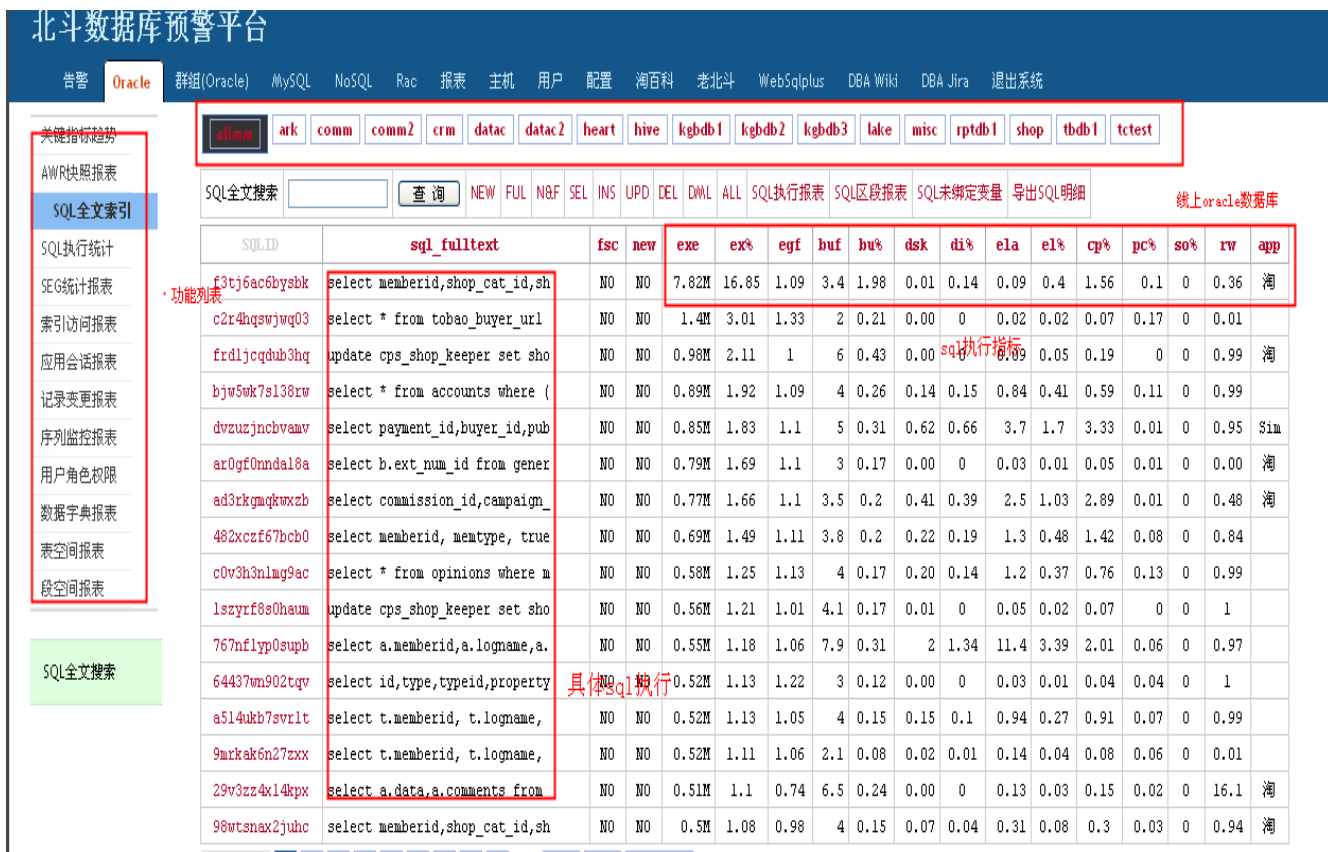 北斗数据库预警平台
告警 Oracle 群组(Oracle) MySQL NoSQL Rac 报表 主机 用户 配置 淘百科 老北斗 WebSqlplus DBA Wiki DBA Jira 退出系统
alimm ark comm comm2 crm datac datac2 heart hive kgbdb1 kgbdb2 kgbdb3 lake misc rptdb1 shop tbdb1 tctest
关键指标趋势
AWR快照报表
SQL全文索引
SQL执行统计
SEG统计报表
索引访问报表
应用会话报表
记录变更报表
序列监控报表
用户角色权限
数据字典报表
表空间报表
段空间报表
SQL全文搜索
功能列表
SQL全文搜索 查 询 NEW FUL N&F SEL INS UPD DEL DML ALL SQL执行报表 SQL区段报表 SQL未绑定变量 导出SQL明细
线上oracle数据库
SQLID sql_fulltext fsc new exe ex% egf buf bu% dsk di% ela el% cp% pc% so% rw app
f3tj6ac6bysbk select memberid,shop_cat_id,sh NO NO 7.82M 16.85 1.09 3.4 1.98 0.01 0.14 0.09 0.4 1.56 0.1 0 0.36 淘
c2r4hqswjwq03 select * from tobao_buyer_url NO NO 1.4M 3.01 1.33 2 0.21 0.00 0 0.02 0.02 0.07 0.17 0 0.01
sql执行指标
frdljcqdub3hq update cps_shop_keeper set sho NO NO 0.98M 2.11 1 6 0.43 0.00 0 0.09 0.05 0.19 0 0 0.99 淘
bjw5wk7sl38rw select * from accounts where ( NO NO 0.89M 1.92 1.09 4 0.26 0.14 0.15 0.84 0.41 0.59 0.11 0 0.99
dvzuzjncbvamv select payment_id,buyer_id,pub NO NO 0.85M 1.83 1.1 5 0.31 0.62 0.66 3.7 1.7 3.33 0.01 0 0.95 Sim
ar0gf0nndal8a select b.ext_num_id from gener NO NO 0.79M 1.69 1.1 3 0.17 0.00 0 0.03 0.01 0.05 0.01 0 0.00 淘
ad3rkgmqkwxzb select commission_id,campaign_ NO NO 0.77M 1.66 1.1 3.5 0.2 0.41 0.39 2.5 1.03 2.89 0.01 0 0.48 淘
482xczf67bcb0 select memberid, memtype, true NO NO 0.69M 1.49 1.11 3.8 0.2 0.22 0.19 1.3 0.48 1.42 0.08 0 0.84
c0v3h3nlmg9ac select * from opinions where m NO NO 0.58M 1.25 1.13 4 0.17 0.20 0.14 1.2 0.37 0.76 0.13 0 0.99
lszyrf8s0haum update cps_shop_keeper set sho NO NO 0.56M 1.21 1.01 4.1 0.17 0.01 0 0.05 0.02 0.07 0 0 1
767nflyp0supb select a.memberid,a.logname,a. NO NO 0.55M 1.18 1.06 7.9 0.31 2 1.34 11.4 3.39 2.01 0.06 0 0.97
64437wn902tqv select id,type,typeid,property NO NO 0.52M 1.13 1.22 3 0.12 0.00 0 0.03 0.01 0.04 0.04 0 1
具体sql执行
a5l4ukb7svrlt select t.memberid, t.logname, NO NO 0.52M 1.13 1.05 4 0.15 0.15 0.1 0.94 0.27 0.91 0.07 0 0.99
9mrkak6n27zxx select t.memberid, t.logname, NO NO 0.52M 1.11 1.06 2.1 0.08 0.02 0.01 0.14 0.04 0.08 0.06 0 0.01
29v3zz4xl4kpx select a.data,a.comments from NO NO 0.51M 1.1 0.74 6.5 0.24 0.00 0 0.13 0.03 0.15 0.02 0 16.1 淘
98wtsnax2juhc select memberid,shop_cat_id,sh NO NO 0.5M 1.08 0.98 4 0.15 0.07 0.04 0.31 0.08 0.3 0.03 0 0.94 淘